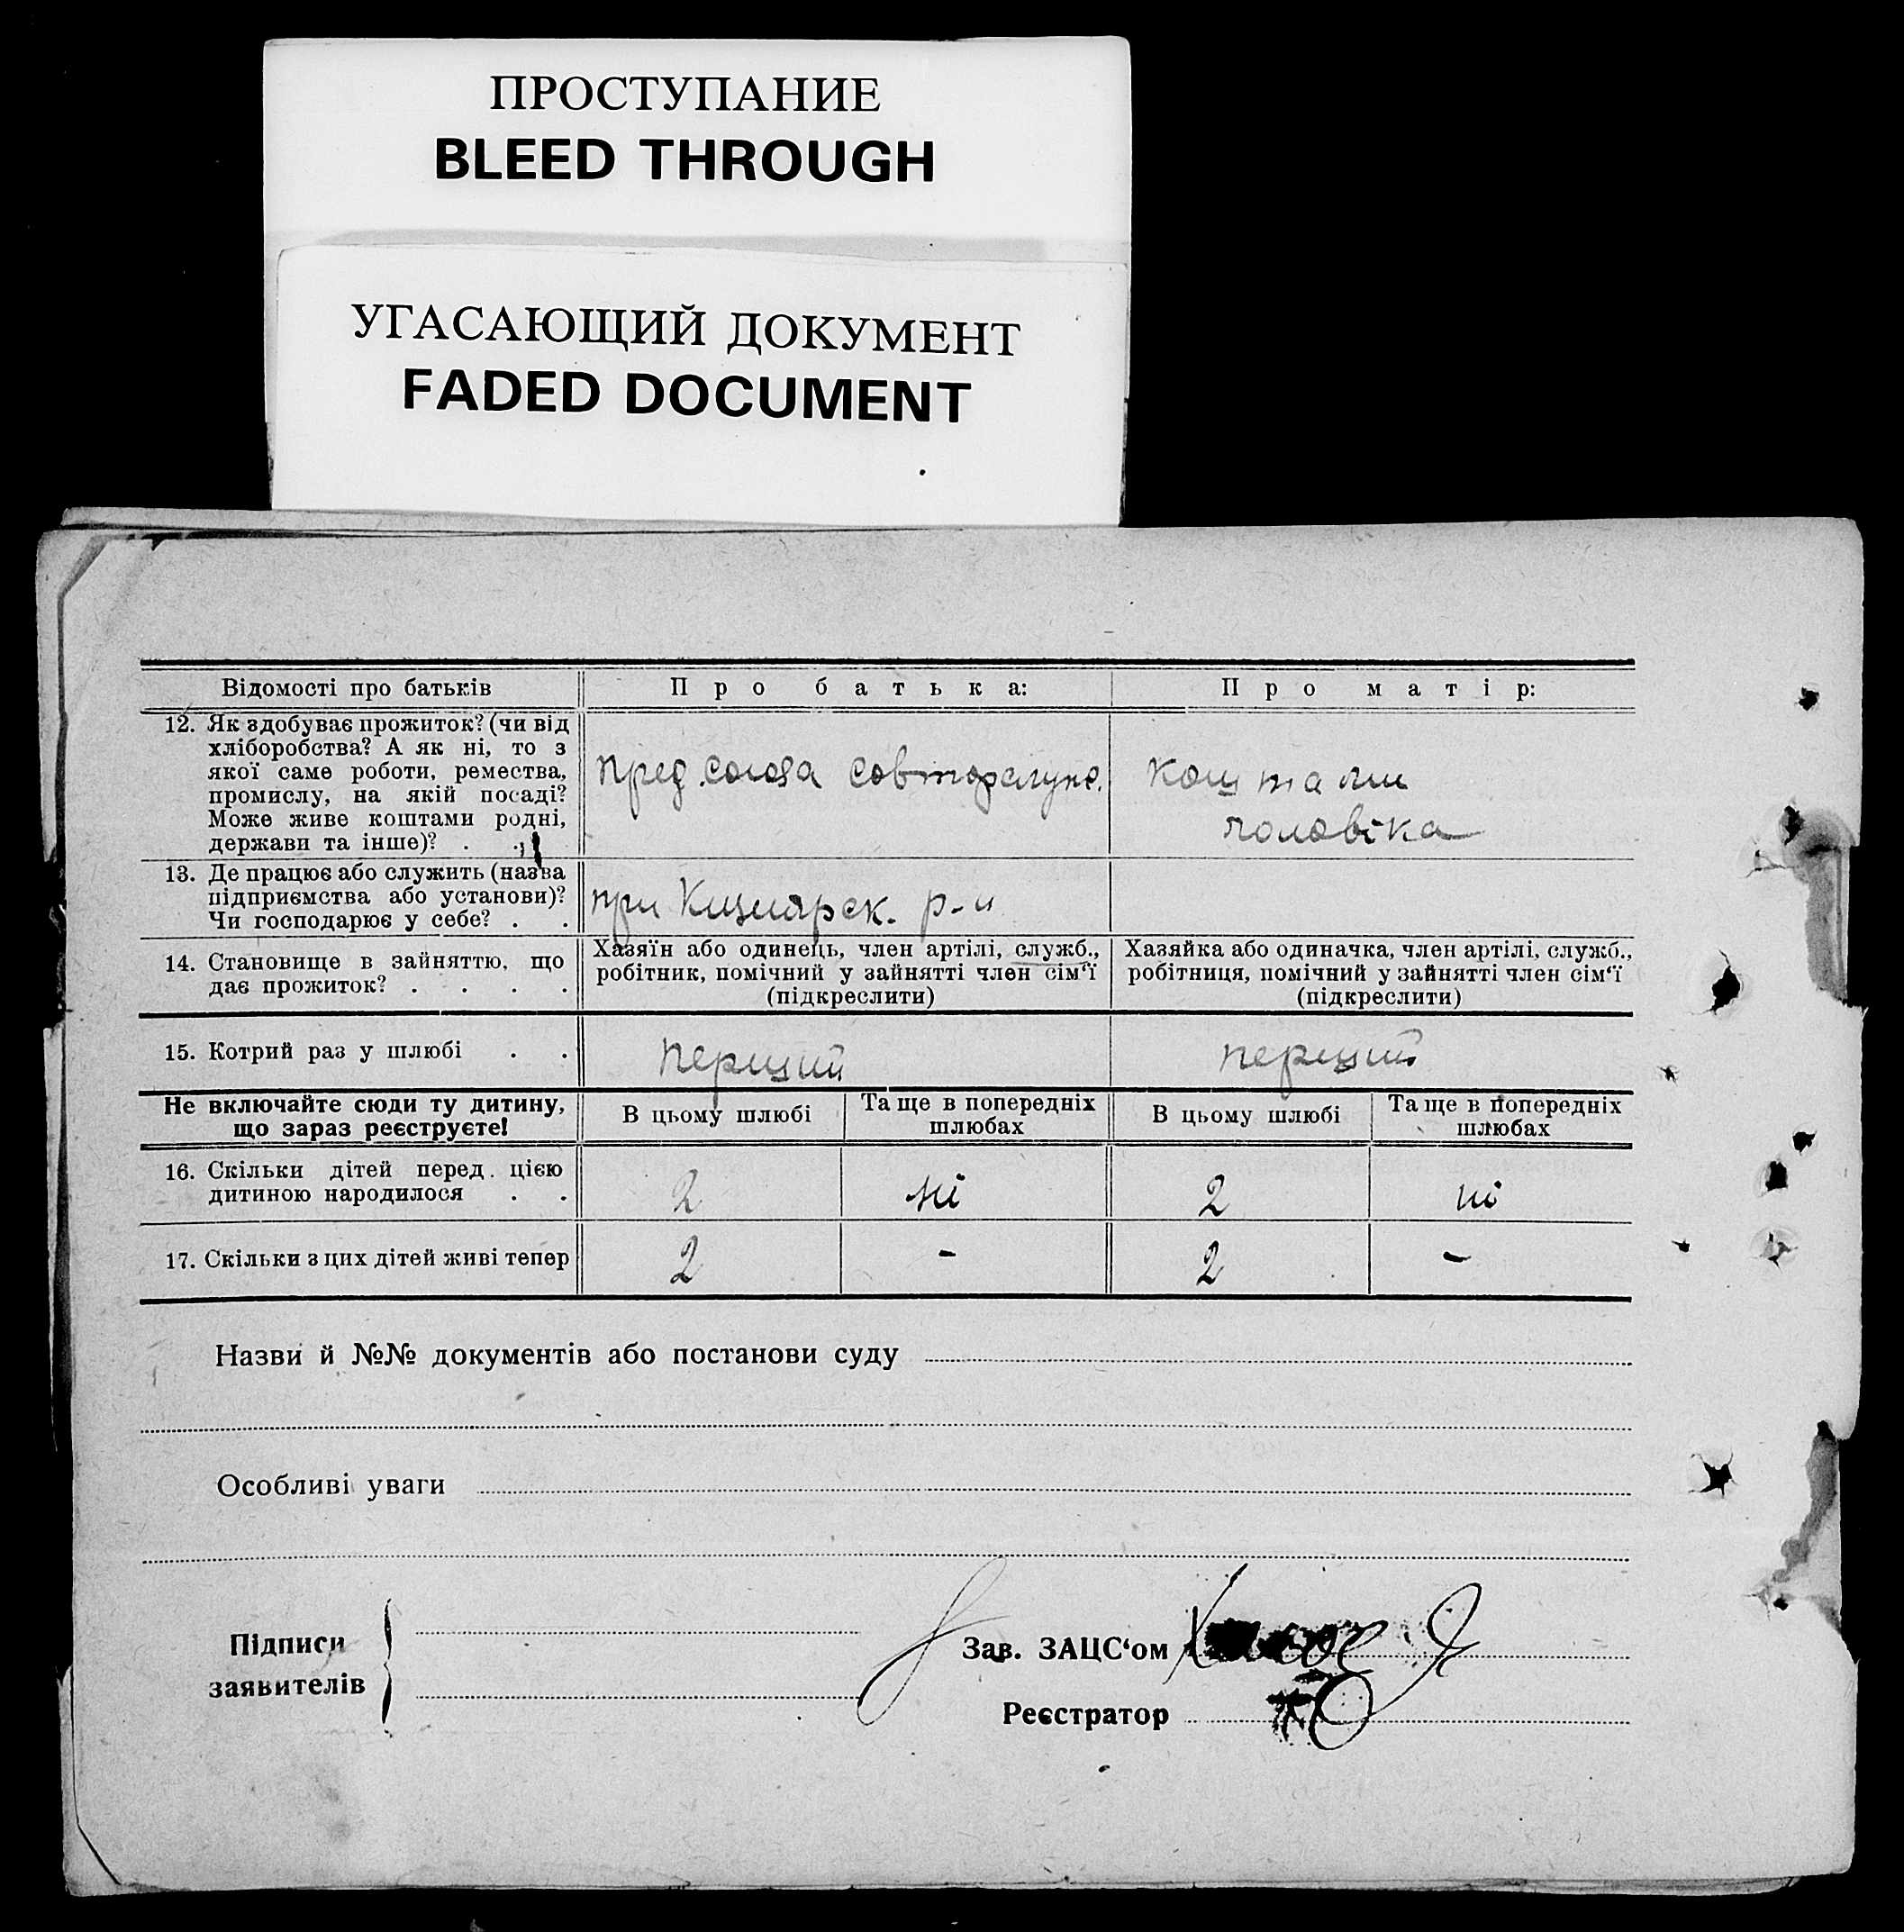 ПРОСТУПАНИЕ
BLEED THROUGH
УГАСАЮЩИЙ ДОКУМЕНТ
FADED DOCUMENT
Відомості про батьків
Про батька:
Про матір:
12. Як здобуває прожиток? (чи від
хліборобства? А як ні, то з
якої саме роботи, ремества,
промислу, на якій посаді?
Може живе коштами родні,
держави та інше)? . .
пред. союза совторгслуж.
коштами
чоловіка
13. Де працює або служить (назва
підприємства або установи)?
Чи господарює у себе? . .
при р-н
14. Становище в зайняттю, що
дає прожиток? . . . .
Хазяїн або одинець, член артілі, служб.,
робітник, помічний у зайнятті член сім‘ї
(підкреслити)
Хазяйка або одиначка, член артілі, служб.,
робітниця, помічний у зайнятті член сім‘ї
(підкреслити)
15. Котрий раз у шлюбі . .
перший
перший
Не включайте сюди ту дитину,
що зараз реєструєте!
В цьому шлюбі
Та ще в попередніх
шлюбах
В цьому шлюбі
Та ще в попередніх
шлюбах
16. Скільки дітей перед цією
дитиною народилося . .
2
ні
2
ні
17. Скільки з цих дітей живі тепер
2
-
2
-
Назви й №№ документів або постанови суду
Особливі уваги
Підписи
заявителів
Зав. ЗАЦС‘ом
Реєстратор